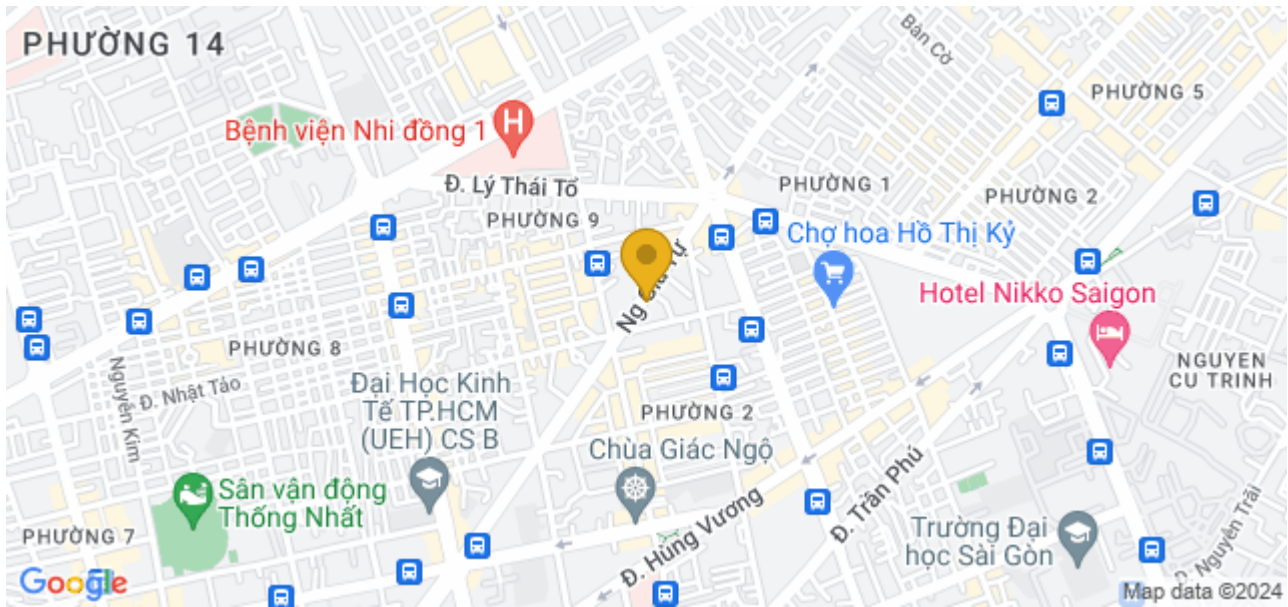 PHƯỜNG 14
Bàn Cờ
PHƯỜNG 5
Bệnh viện Nhi đồng 1
H
Đ. Lý Thái Tổ
PHƯỜNG 1
PHƯỜNG 2
PHƯỜNG 9
Chợ hoa Hồ Thị Kỷ
Hotel Nikko Saigon
Ng
Tự
PHƯỜNG 8
NGUYEN
CU TRINH
Nguyễn Kim
Đ. Nhật Tảo
Đại Học Kinh
Tế TP.HCM
(UEH) CS B
PHƯỜNG 2
Chùa Giác Ngộ
Sân vận động
Thống Nhất
Đ. Hùng Vương
Đ. Trần Phú
Trường Đại
học Sài Gòn
Đ. Nguyễn Trãi
PHƯỜNG 7
Google
Map data ©2024